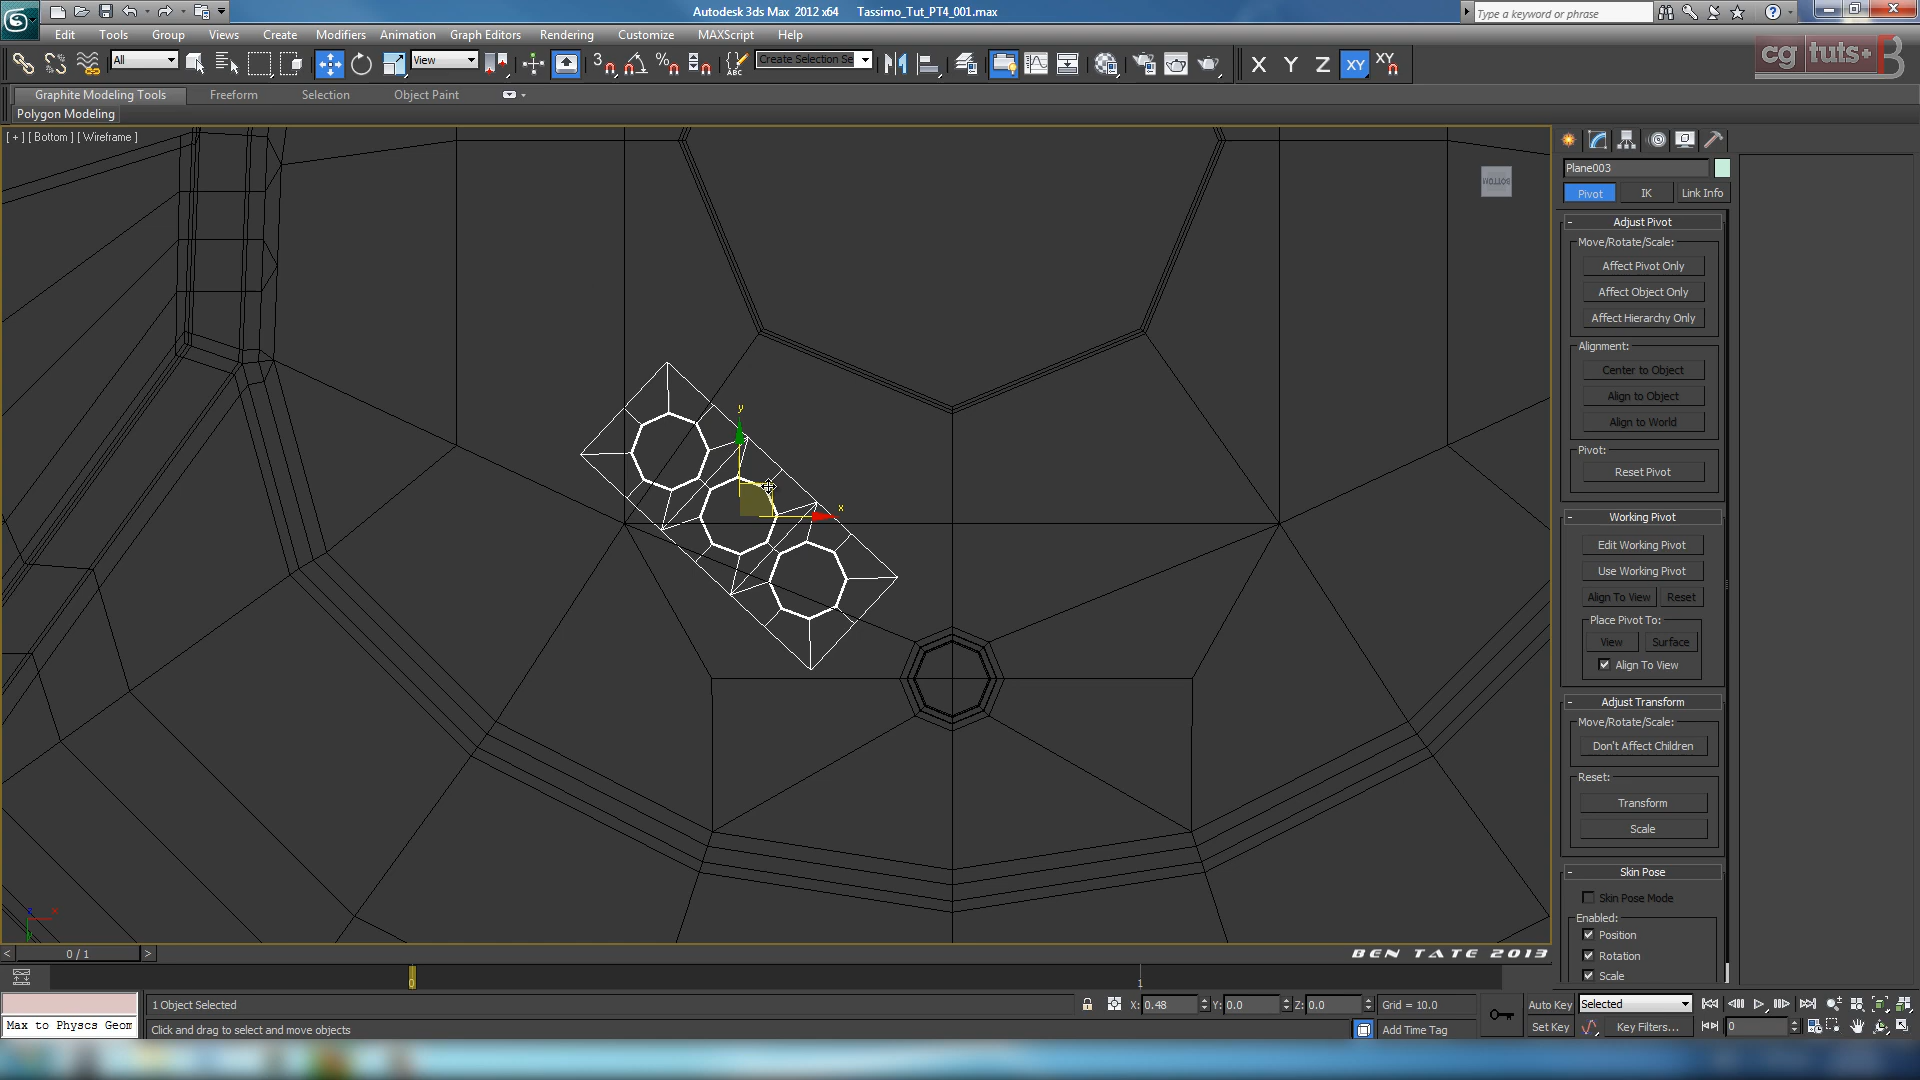 Autodesk 3ds Max 2012 x64 Tassimo_Tut_PT4_001.max
Type a keyword or phrase
Edit Tools Group Views Create Modifiers Animation Graph Editors Rendering Customize MAXScript Help
All View Create Selection Se X Y Z XY XY
cg tuts+
Graphite Modeling Tools Freeform Selection Object Paint
Polygon Modeling
[ + ] [ Bottom ] [ Wireframe ]
BOTTOM
Plane003
Pivot IK Link Info
- Adjust Pivot
Move/Rotate/Scale:
Affect Pivot Only
Affect Object Only
Affect Hierarchy Only
Alignment:
Center to Object
Align to Object
Align to World
Pivot:
Reset Pivot
- Working Pivot
Edit Working Pivot
Use Working Pivot
Align To View Reset
Place Pivot To:
View Surface
Align To View
- Adjust Transform
Move/Rotate/Scale:
Don't Affect Children
Reset:
Transform
Scale
- Skin Pose
Skin Pose Mode
Enabled:
Position
Rotation
Scale
y
x
z x
y
BEN TATE 2013
< 0 / 1 >
0 1
1 Object Selected X: 0.48 Y: 0.0 Z: 0.0 Grid = 10.0 Auto Key Selected
Max to Physcs Geom Click and drag to select and move objects Add Time Tag Set Key Key Filters... 0